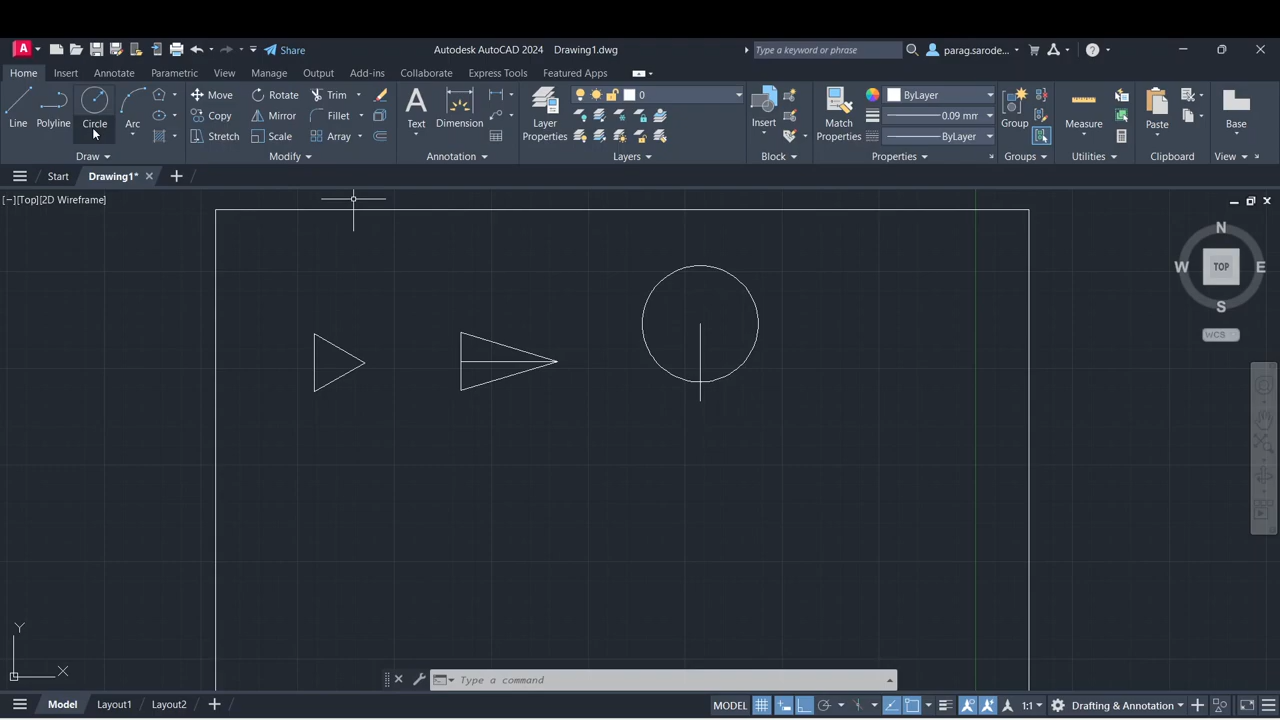 A Share Autodesk AutoCAD 2024 Drawing1.dwg Type a keyword or phrase parag.sarode... ?
Home Insert Annotate Parametric View Manage Output Add-ins Collaborate Express Tools Featured Apps
Line Polyline Circle Arc
Move Rotate Trim
Copy Mirror Fillet
Stretch Scale Array
Text Dimension
Layer Properties
0
Insert
Match Properties
ByLayer
0.09 mm
ByLayer
Group Measure Paste Base
Draw Modify Annotation Layers Block Properties Groups Utilities Clipboard View
Start Drawing1* +
[−][Top][2D Wireframe]
N
W TOP E
S
WCS
Y
X
Type a command
Model Layout1 Layout2 + MODEL 1:1 Drafting & Annotation